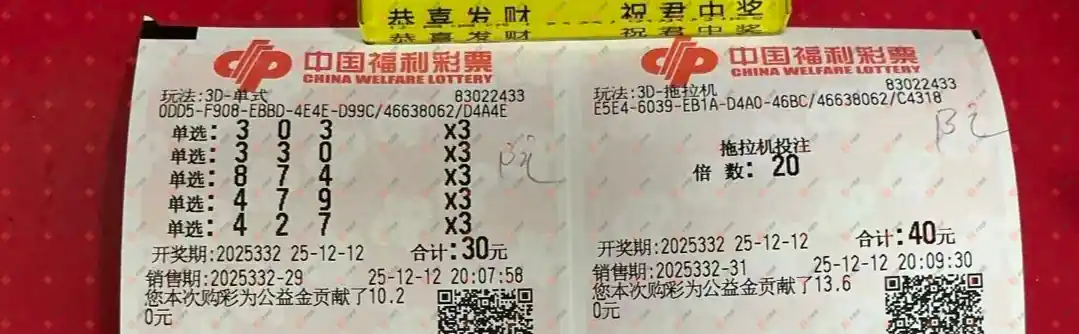 恭喜发财 祝君中奖
恭喜发财 祝君中奖
中国福利彩票
CHINA WELFARE LOTTERY
玩法:3D-单式 83022433
0DD5-F908-EBBD-4E4E-D99C/46638062/D4A4E
单选: 3 0 3 x3
单选: 3 3 0 x3
单选: 8 7 4 x3
单选: 4 7 9 x3
单选: 4 2 7 x3
开奖期:2025332 25-12-12 合计:30元
销售期:2025332-29 25-12-12 20:07:58
您本次购彩为公益金贡献了10.2
0元
中国福利彩票
CHINA WELFARE LOTTERY
玩法:3D-拖拉机 83022433
E5E4-6039-EB1A-D4A0-46BC/46638062/C4318
拖拉机投注
倍 数: 20
开奖期:2025332 25-12-12 合计:40元
销售期:2025332-31 25-12-12 20:09:30
您本次购彩为公益金贡献了13.6
0元